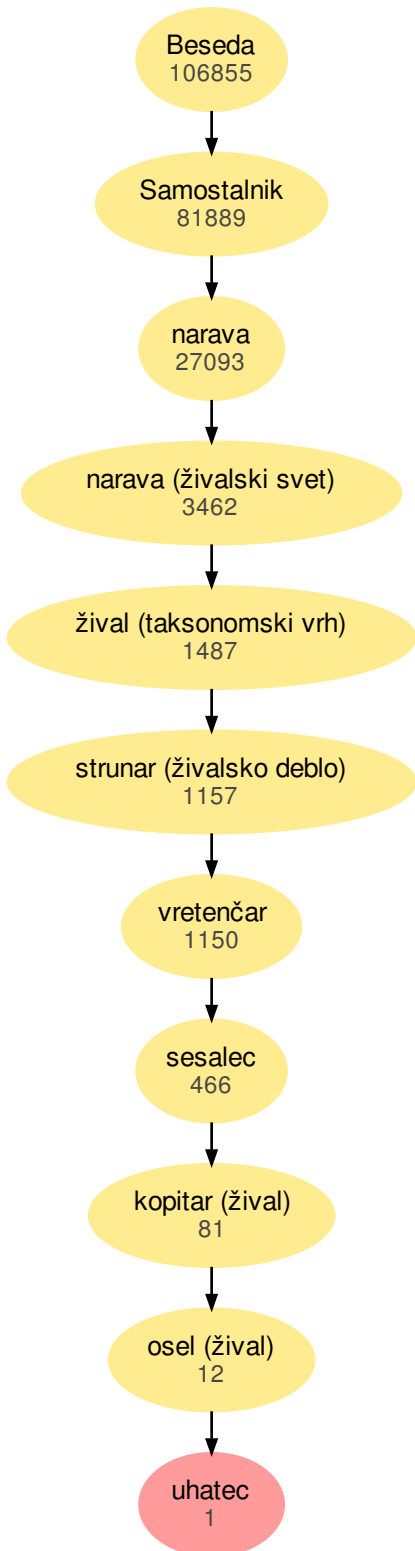 Beseda
106855
Samostalnik
81889
narava
27093
narava (živalski svet)
3462
žival (taksonomski vrh)
1487
strunar (živalsko deblo)
1157
vretenčar
1150
sesalec
466
kopitar (žival)
81
osel (žival)
12
uhatec
1